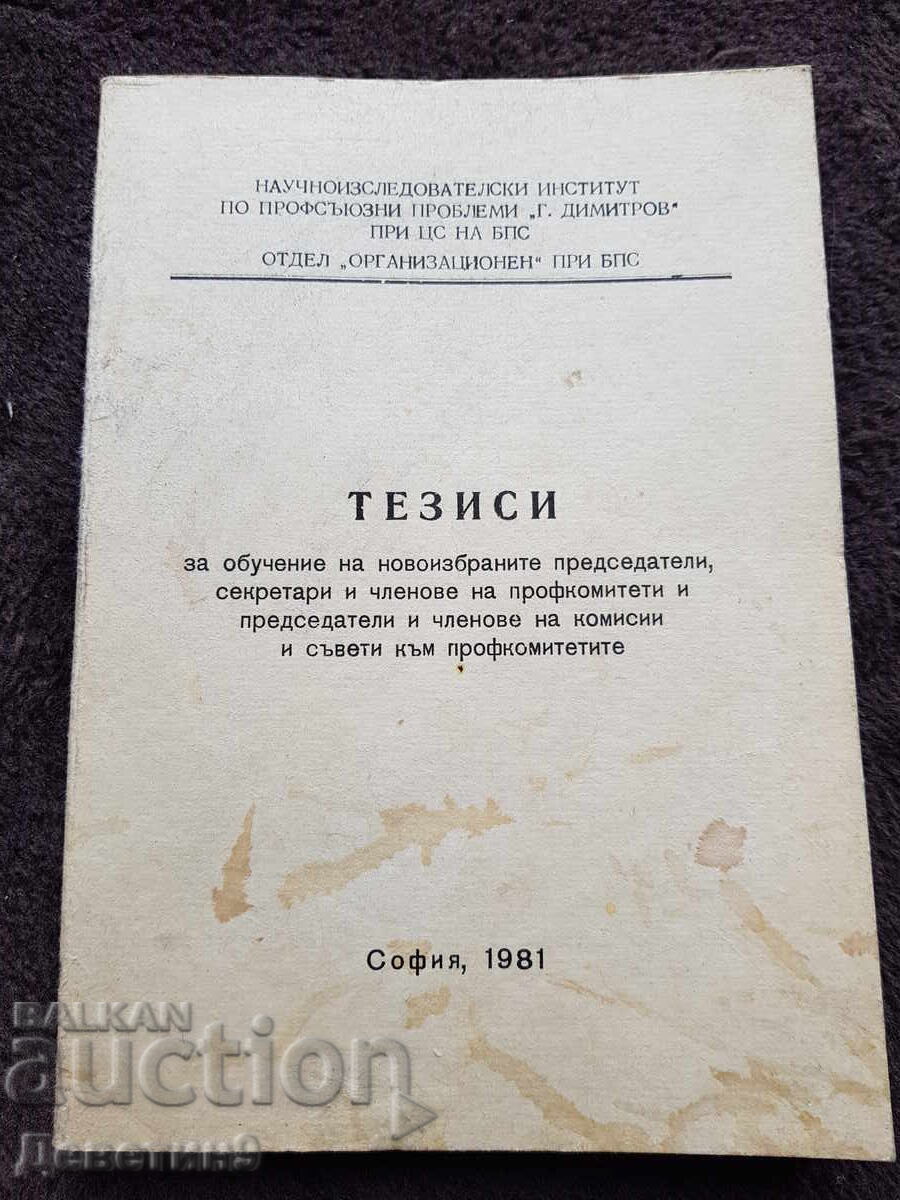 НАУЧНОИЗСЛЕДОВАТЕЛСКИ ИНСТИТУТ
ПО ПРОФСЪЮЗНИ ПРОБЛЕМИ „Г. ДИМИТРОВ"
ПРИ ЦС НА БПС
ОТДЕЛ „ОРГАНИЗАЦИОНЕН" ПРИ БПС
ТЕЗИСИ
за обучение на новоизбраните председатели,
секретари и членове на профкомитети и
председатели и членове на комисии
и съвети към профкомитетите
София, 1981
BALKAN
auction
Деветин9